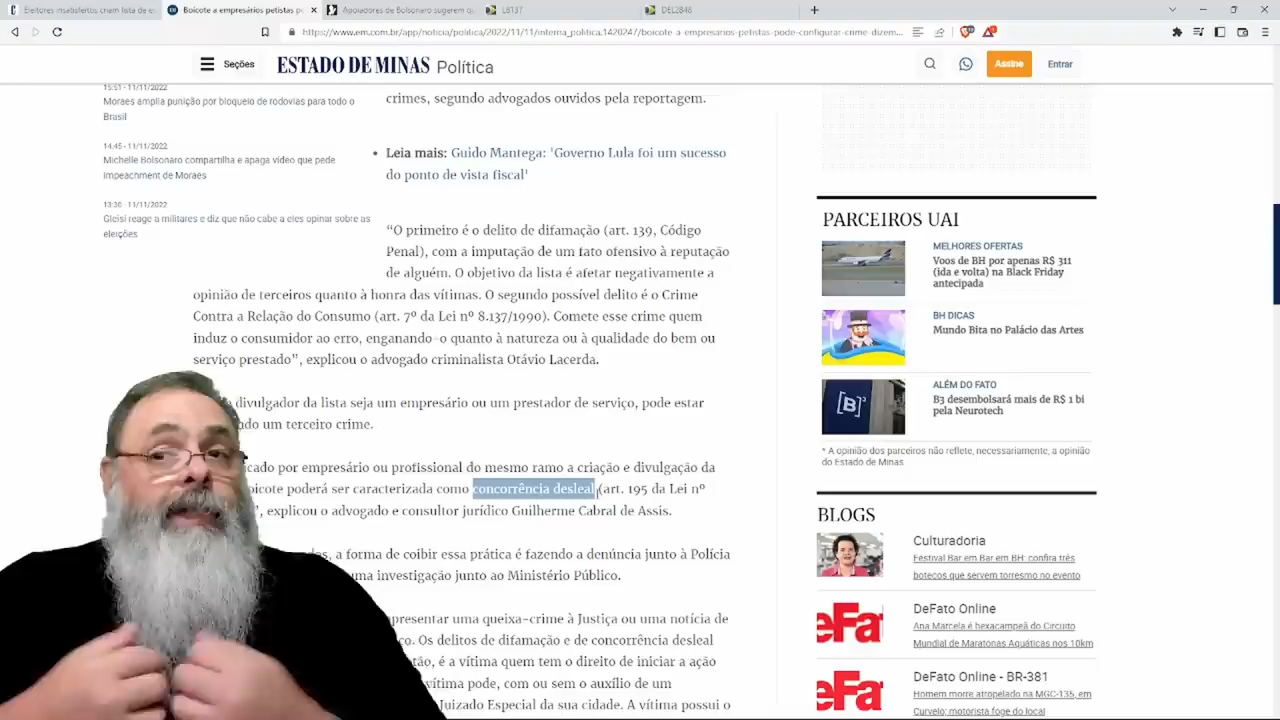 Eleitores insatisfeitos criam lista de es
Boicote a empresários petistas p
Apoiadores de Bolsonaro sugerem q
L8137
DEL2848
https://www.em.com.br/app/noticia/politica/2022/11/11/interna_politica,1420247/boicote-a-empresarios-petistas-pode-configurar-crime-dizem...
Seções
ESTADO DE MINAS Política
Assine
Entrar
15:51 - 11/11/2022
Moraes amplia punição por bloqueio de rodovias para todo o
Brasil
14:45 - 11/11/2022
Michelle Bolsonaro compartilha e apaga vídeo que pede
impeachment de Moraes
13:30 - 11/11/2022
Gleisi reage a militares e diz que não cabe a eles opinar sobre as
eleições
crimes, segundo advogados ouvidos pela reportagem.
• Leia mais: Guido Mantega: 'Governo Lula foi um sucesso
do ponto de vista fiscal'
“O primeiro é o delito de difamação (art. 139, Código
Penal), com a imputação de um fato ofensivo à reputação
de alguém. O objetivo da lista é afetar negativamente a
opinião de terceiros quanto à honra das vítimas. O segundo possível delito é o Crime
Contra a Relação do Consumo (art. 7º da Lei nº 8.137/1990). Comete esse crime quem
induz o consumidor ao erro, enganando-o quanto à natureza ou à qualidade do bem ou
serviço prestado”, explicou o advogado criminalista Otávio Lacerda.
divulgador da lista seja um empresário ou um prestador de serviço, pode estar
um terceiro crime.
por empresário ou profissional do mesmo ramo a criação e divulgação da
poderá ser caracterizada como concorrência desleal (art. 195 da Lei nº
”, explicou o advogado e consultor jurídico Guilherme Cabral de Assis.
a forma de coibir essa prática é fazendo a denúncia junto à Polícia
uma investigação junto ao Ministério Público.
uma queixa-crime à Justiça ou uma notícia de
Os delitos de difamação e de concorrência desleal
é a vítima quem tem o direito de iniciar a ação
vítima pode, com ou sem o auxílio de um
Juizado Especial da sua cidade. A vítima possui o
PARCEIROS UAI
MELHORES OFERTAS
Voos de BH por apenas R$ 311
(ida e volta) na Black Friday
antecipada
BH DICAS
Mundo Bita no Palácio das Artes
[B]³
ALÉM DO FATO
B3 desembolsará mais de R$ 1 bi
pela Neurotech
* A opinião dos parceiros não reflete, necessariamente, a opinião
do Estado de Minas
BLOGS
Culturadoria
Festival Bar em Bar em BH: confira três
botecos que servem torresmo no evento
eFa
DeFato Online
Ana Marcela é hexacampeã do Circuito
Mundial de Maratonas Aquáticas nos 10km
eFa
DeFato Online - BR-381
Homem morre atropelado na MGC-135, em
Curvelo; motorista foge do local